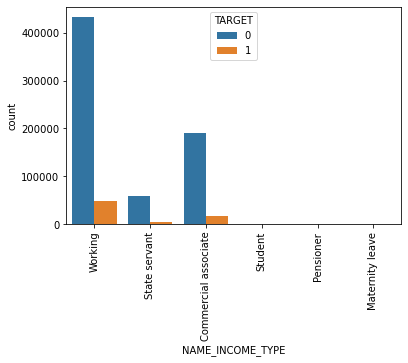 TARGET
0
1
count
400000
300000
200000
100000
0
Working
State servant
Commercial associate
Student
Pensioner
Maternity leave
NAME_INCOME_TYPE